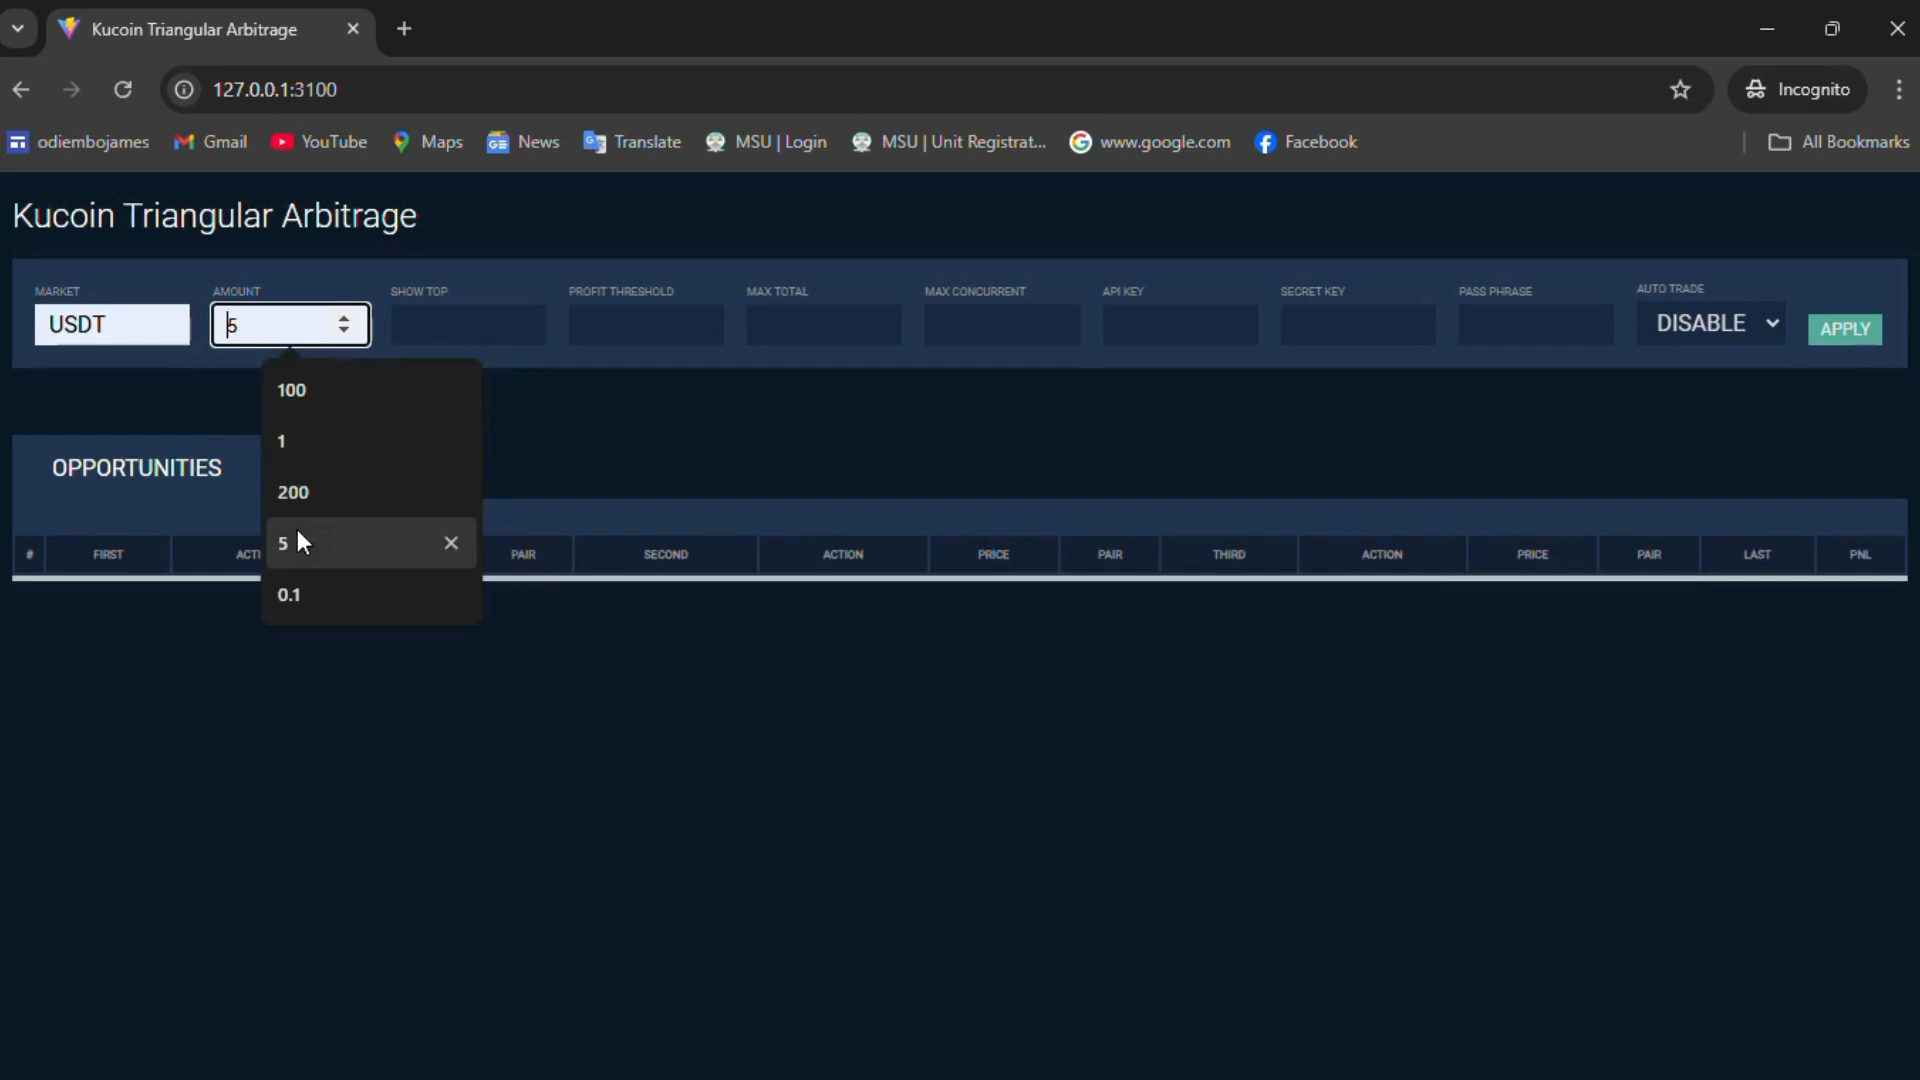 Kucoin Triangular Arbitrage
127.0.0.1:3100
Incognito
odiembojames Gmail YouTube Maps News Translate MSU | Login MSU | Unit Registrat... www.google.com Facebook All Bookmarks
Kucoin Triangular Arbitrage
MARKET AMOUNT SHOW TOP PROFIT THRESHOLD MAX TOTAL MAX CONCURRENT API KEY SECRET KEY PASS PHRASE AUTO TRADE
USDT 5 DISABLE APPLY
100
1
200
5
0.1
OPPORTUNITIES
# FIRST ACTI PAIR SECOND ACTION PRICE PAIR THIRD ACTION PRICE PAIR LAST PNL